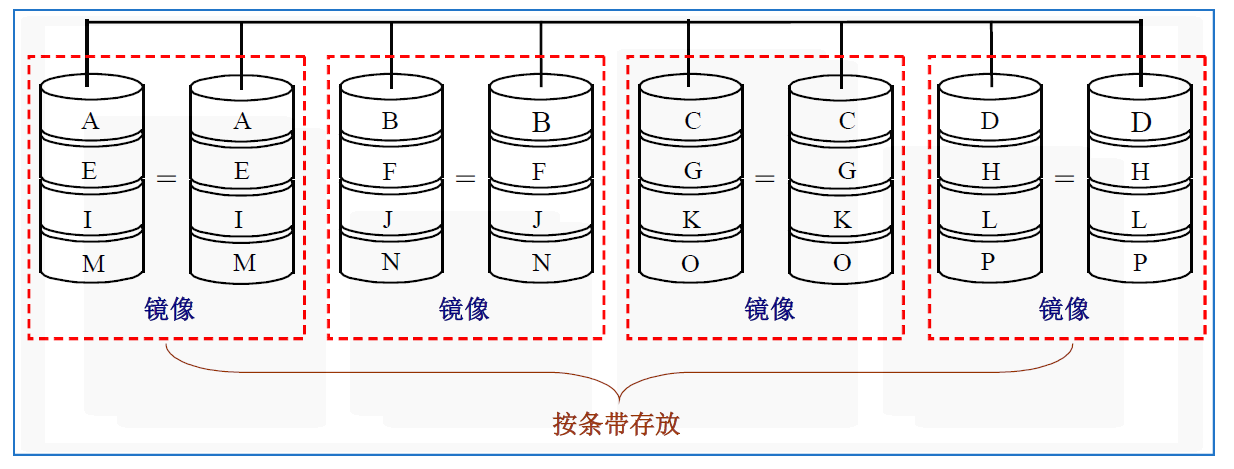 A A B B C C D D
E = E F = F G = G H = H
I I J J K K L L
M M N N O O P P
镜像 镜像 镜像 镜像
按条带存放